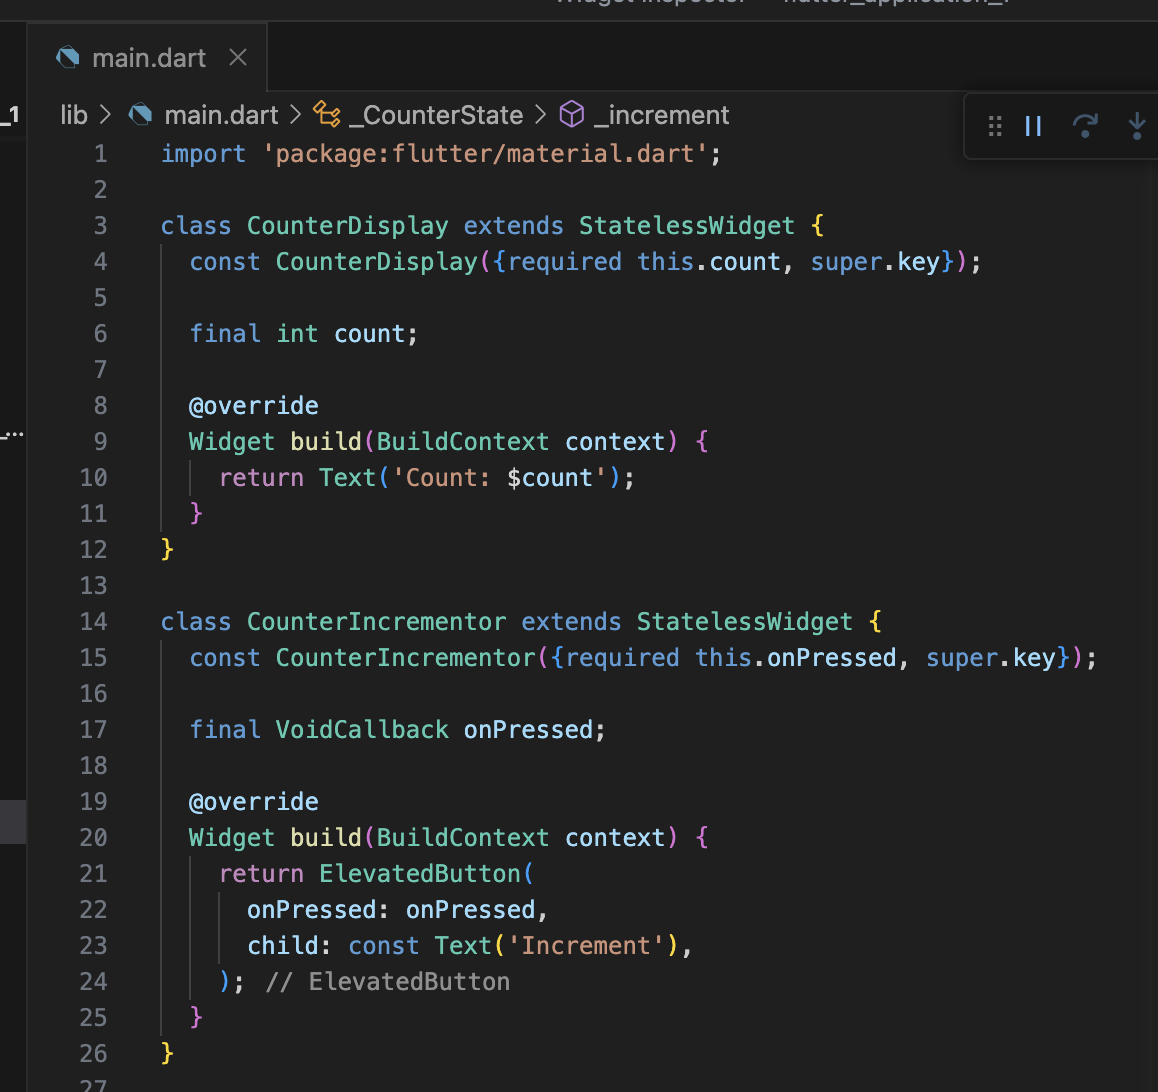 main.dart
_1
lib > main.dart > _CounterState > _increment
1 import 'package:flutter/material.dart';
2
3 class CounterDisplay extends StatelessWidget {
4   const CounterDisplay({required this.count, super.key});
5
6   final int count;
7
8   @override
9   Widget build(BuildContext context) {
10     return Text('Count: $count');
11   }
12 }
13
14 class CounterIncrementor extends StatelessWidget {
15   const CounterIncrementor({required this.onPressed, super.key});
16
17   final VoidCallback onPressed;
18
19   @override
20   Widget build(BuildContext context) {
21     return ElevatedButton(
22       onPressed: onPressed,
23       child: const Text('Increment'),
24     ); // ElevatedButton
25   }
26 }
27